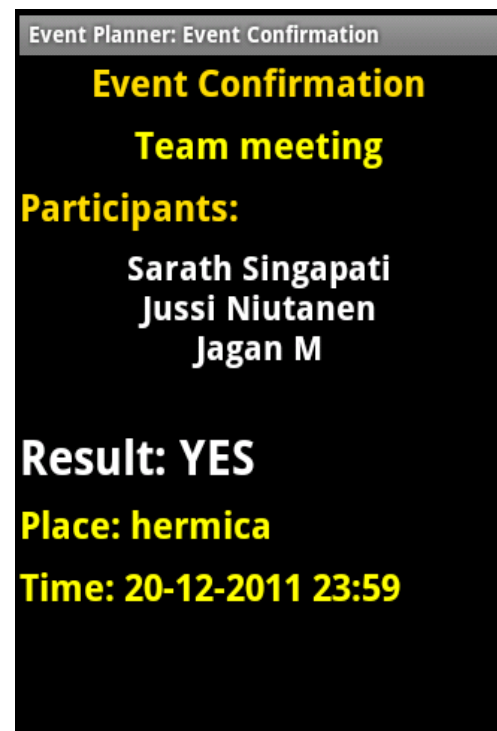 Event Planner: Event Confirmation
Event Confirmation
Team meeting
Participants:
Sarath Singapati
Jussi Niutanen
Jagan M
Result: YES
Place: hermica
Time: 20-12-2011 23:59